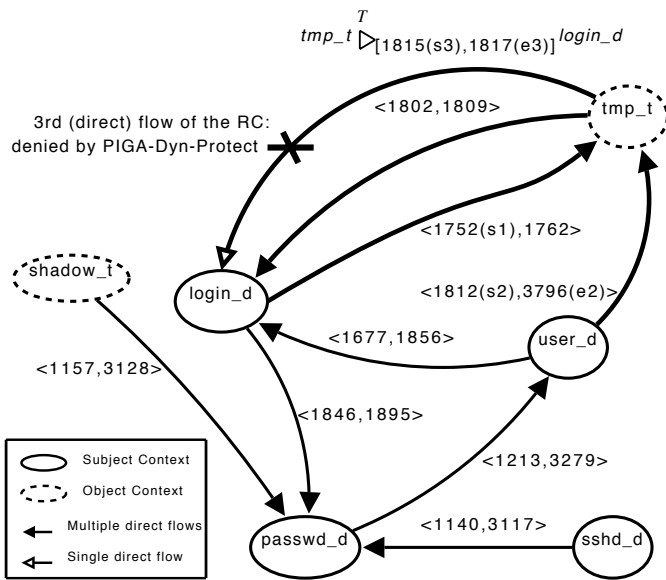 T
tmp_t ▷[1815(s3), 1817(e3)] login_d
<1802,1809>
tmp_t
3rd (direct) flow of the RC:
denied by PIGA-Dyn-Protect
<1752(s1),1762>
shadow_t
login_d
<1812(s2),3796(e2)>
<1677,1856>
user_d
<1157,3128>
<1846,1895>
<1213,3279>
Subject Context
Object Context
Multiple direct flows
Single direct flow
<1140,3117>
passwd_d
sshd_d